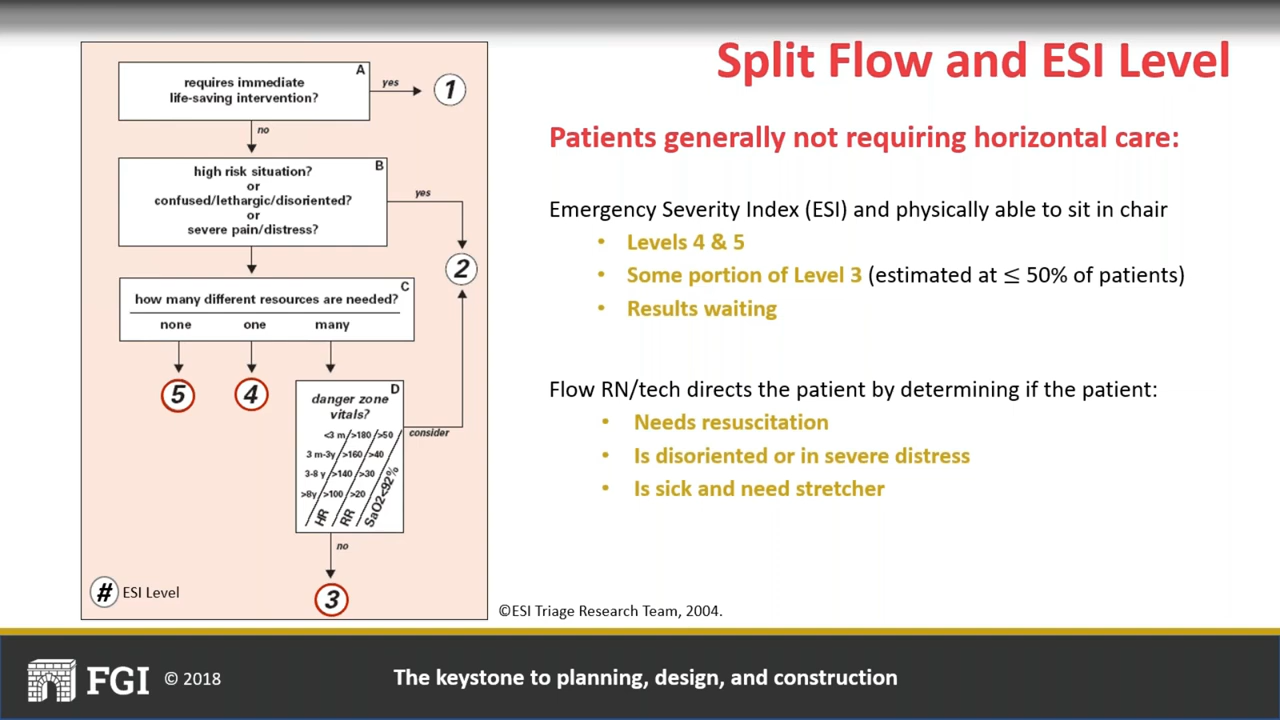 Split Flow and ESI Level
A
requires immediate
life-saving intervention?
yes
1
no
B
high risk situation?
or
confused/lethargic/disoriented?
or
severe pain/distress?
yes
2
C
how many different resources are needed?
none one many
5
4
D
danger zone
vitals?
<3 m >180 >50
3 m-3y >160 >40
3-8 y >140 >30
>8y >100 >20
HR RR SaO2<92%
consider
no
3
# ESI Level
Patients generally not requiring horizontal care:
Emergency Severity Index (ESI) and physically able to sit in chair
• Levels 4 & 5
• Some portion of Level 3 (estimated at ≤ 50% of patients)
• Results waiting
Flow RN/tech directs the patient by determining if the patient:
• Needs resuscitation
• Is disoriented or in severe distress
• Is sick and need stretcher
©ESI Triage Research Team, 2004.
FGI © 2018
The keystone to planning, design, and construction